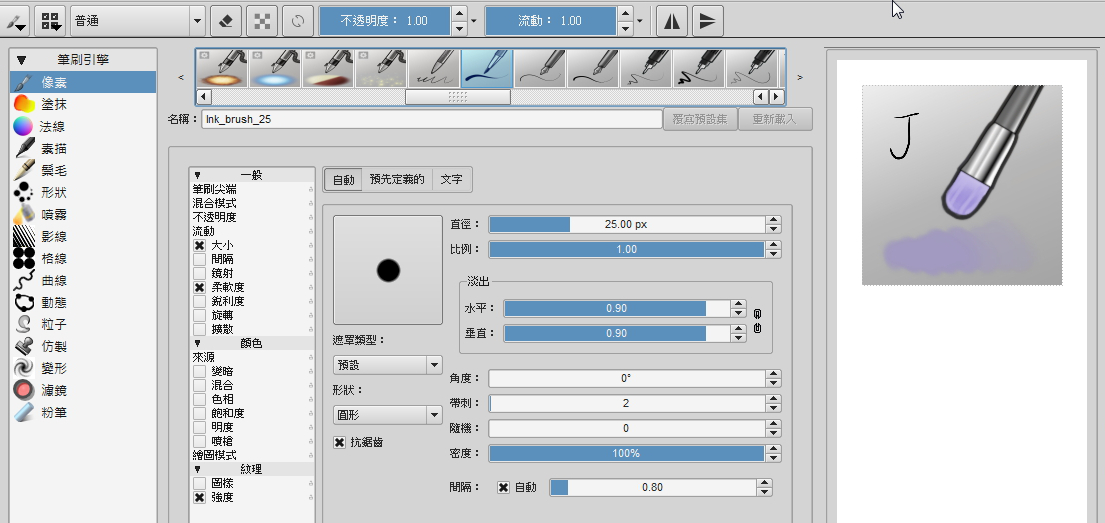 普通
不透明度： 1.00
流動： 1.00
筆刷引擎
像素
塗抹
法線
素描
鬃毛
形狀
噴霧
影線
格線
曲線
動態
粒子
仿製
變形
濾鏡
粉筆
名稱：
Ink_brush_25
覆寫預設集
重新載入
一般
筆刷尖端
混合模式
不透明度
流動
大小
間隔
鏡射
柔軟度
銳利度
旋轉
擴散
顏色
來源
變暗
混合
色相
飽和度
明度
噴槍
繪圖模式
紋理
圖樣
強度
自動
預先定義的
文字
遮罩類型：
預設
形狀：
圓形
抗鋸齒
直徑：
25.00 px
比例：
1.00
淡出
水平：
0.90
垂直：
0.90
角度：
0°
帶刺：
2
隨機：
0
密度：
100%
間隔：
自動
0.80
J